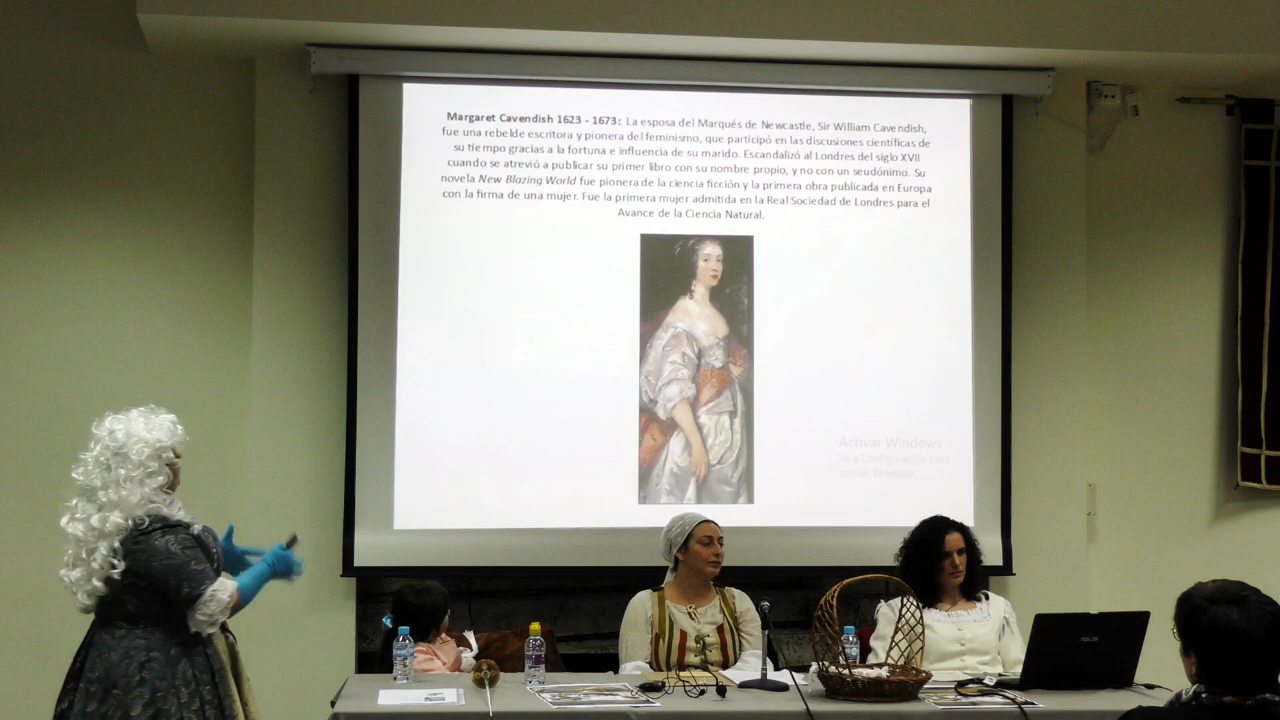 Margaret Cavendish 1623 - 1673: La esposa del Marqués de Newcastle, Sir William Cavendish,
fue una rebelde escritora y pionera del feminismo, que participó en las discusiones científicas de
su tiempo gracias a la fortuna e influencia de su marido. Escandalizó al Londres del siglo XVII
cuando se atrevió a publicar su primer libro con su nombre propio, y no con un seudónimo. Su
novela New Blazing World fue pionera de la ciencia ficción y la primera obra publicada en Europa
con la firma de una mujer. Fue la primera mujer admitida en la Real Sociedad de Londres para el
Avance de la Ciencia Natural.
Activar Windows
Ve a Configuración para
activar Windows.
ASUS